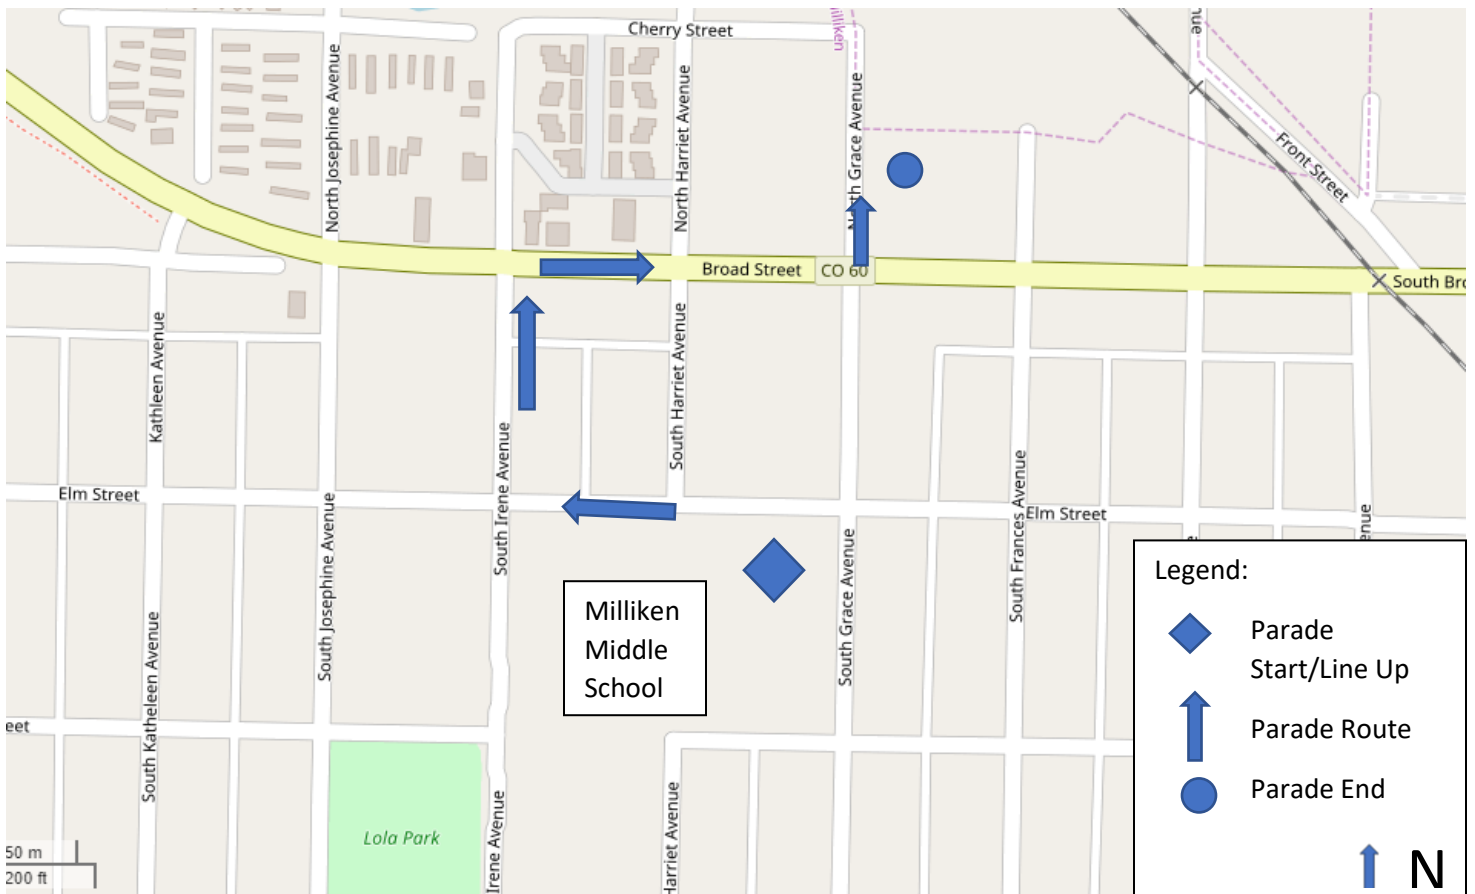 Cherry Street
North Josephine Avenue
North Harriet Avenue
Milliken
North Grace Avenue
nue
Front Street
Broad Street
CO 60
South Bro
Kathleen Avenue
South Harriet Avenue
South Irene Avenue
Elm Street
South Josephine Avenue
South Frances Avenue
Elm Street
enue
South Grace Avenue
South Katheleen Avenue
Milliken
Middle
School
eet
Lola Park
Irene Avenue
Harriet Avenue
50 m
200 ft
Legend:
Parade
Start/Line Up
Parade Route
Parade End
N